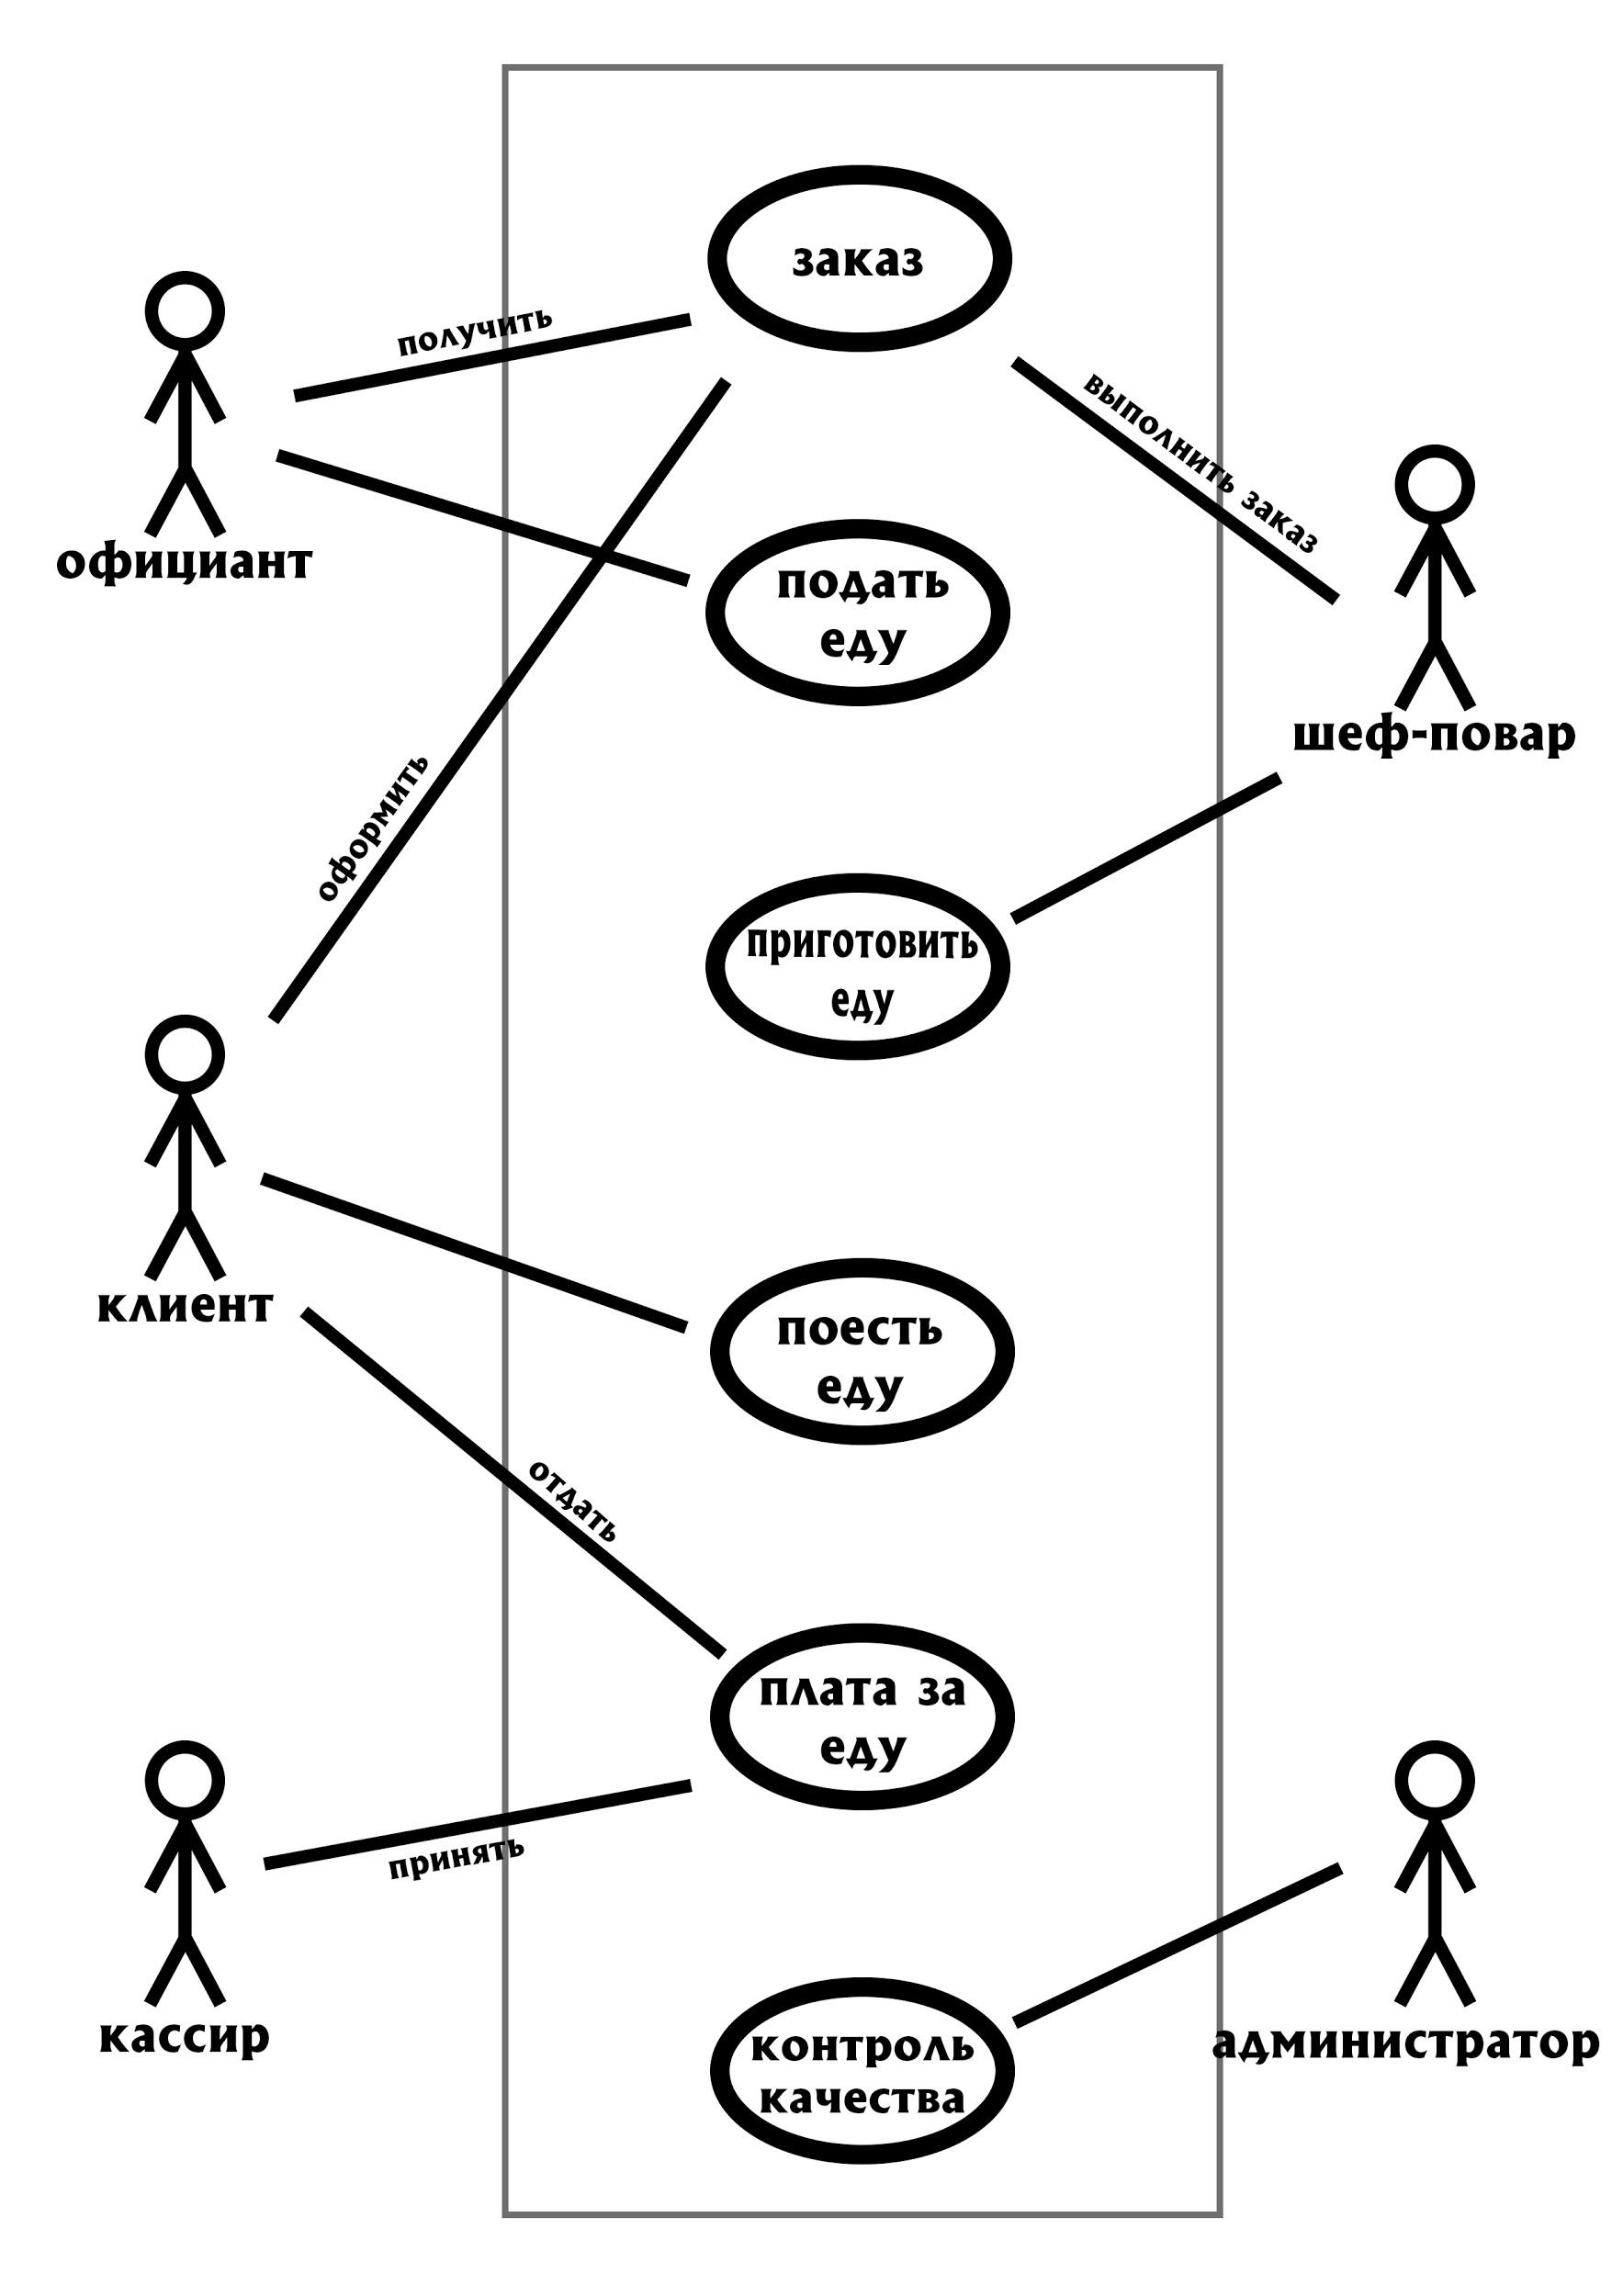 заказ
получить
выполнить заказ
официант
подать
еду
шеф-повар
оформить
приготовить
еду
клиент
поесть
еду
отдать
плата за
еду
принять
кассир
контроль
качества
администратор